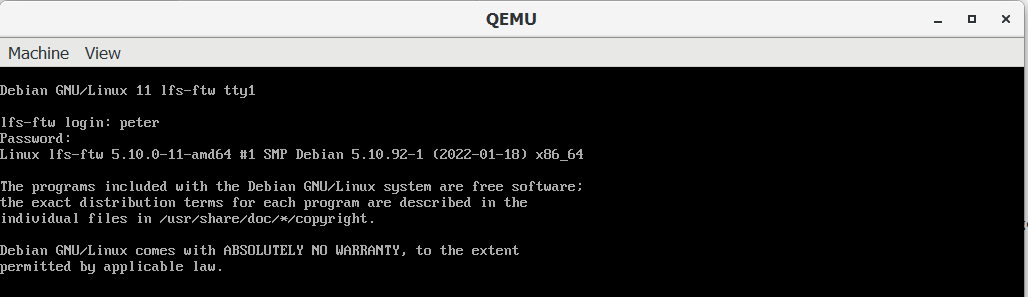 QEMU
Machine View
Debian GNU/Linux 11 lfs-ftw tty1
lfs-ftw login: peter
Password:
Linux lfs-ftw 5.10.0-11-amd64 #1 SMP Debian 5.10.92-1 (2022-01-18) x86_64
The programs included with the Debian GNU/Linux system are free software;
the exact distribution terms for each program are described in the
individual files in /usr/share/doc/*/copyright.
Debian GNU/Linux comes with ABSOLUTELY NO WARRANTY, to the extent
permitted by applicable law.